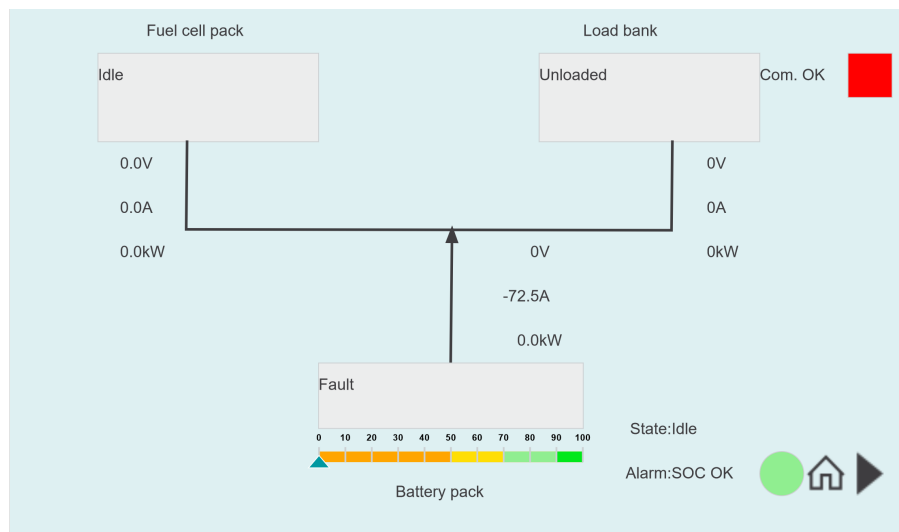 Fuel cell pack
Load bank
Idle
Unloaded
Com. OK
0.0V
0V
0.0A
0A
0.0kW
0V
0kW
-72.5A
0.0kW
Fault
0 10 20 30 40 50 60 70 80 90 100
State:Idle
Alarm:SOC OK
Battery pack